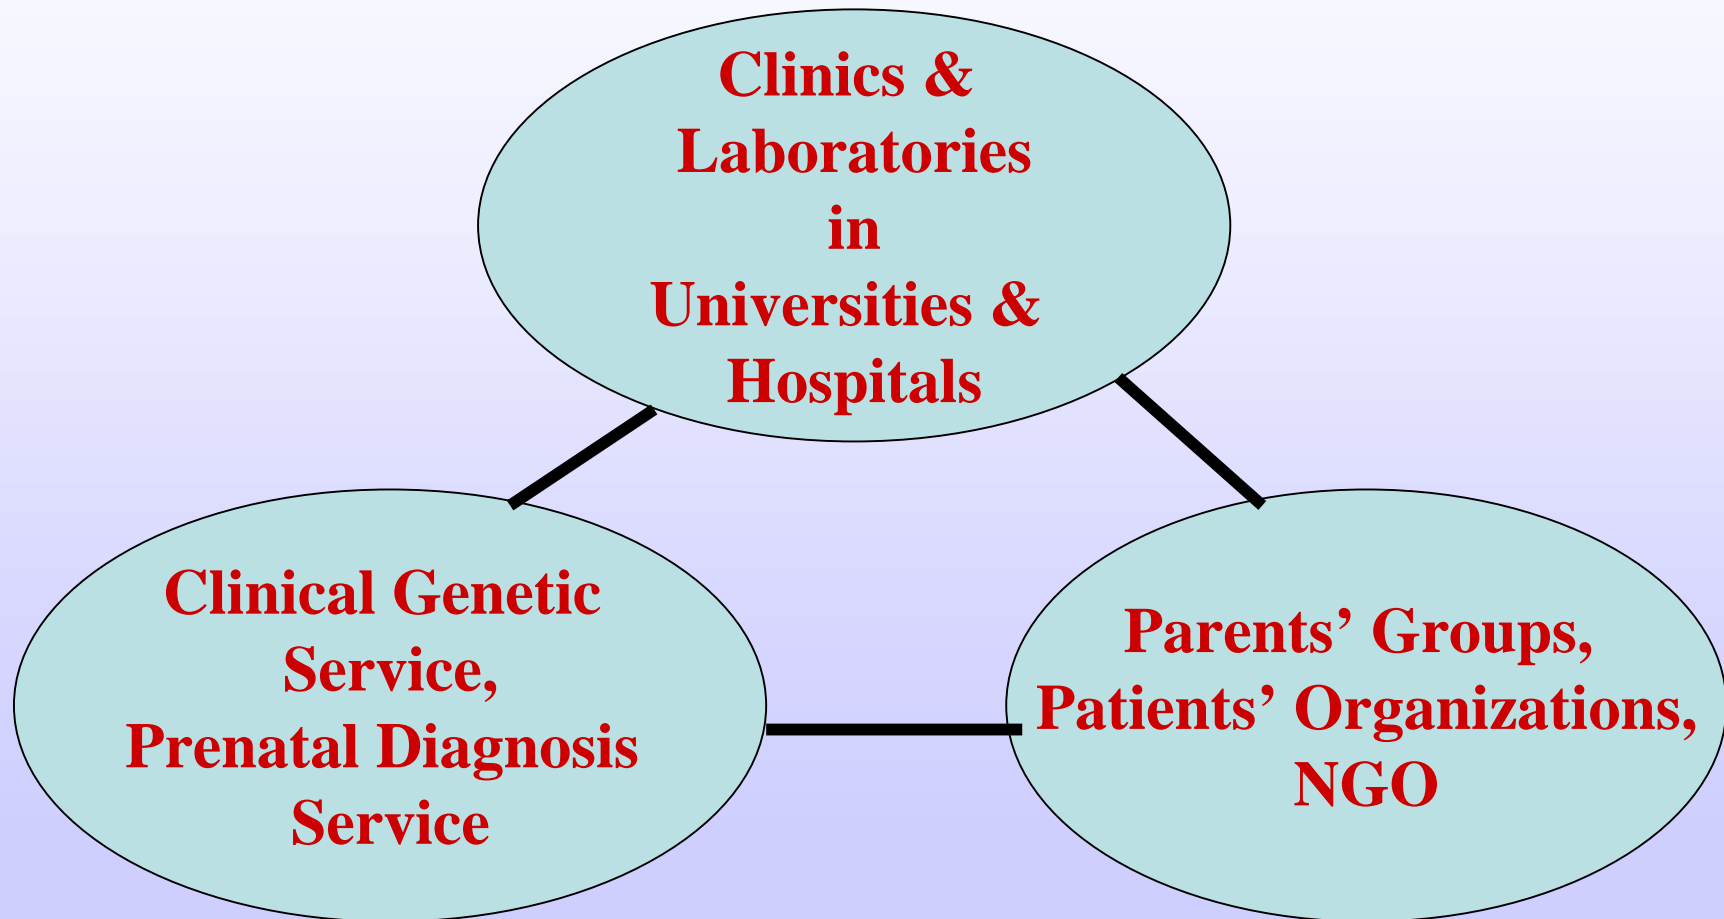 Clinics &
Laboratories
in
Universities &
Hospitals
Clinical Genetic
Service,
Prenatal Diagnosis
Service
Parents’ Groups,
Patients’ Organizations,
NGO